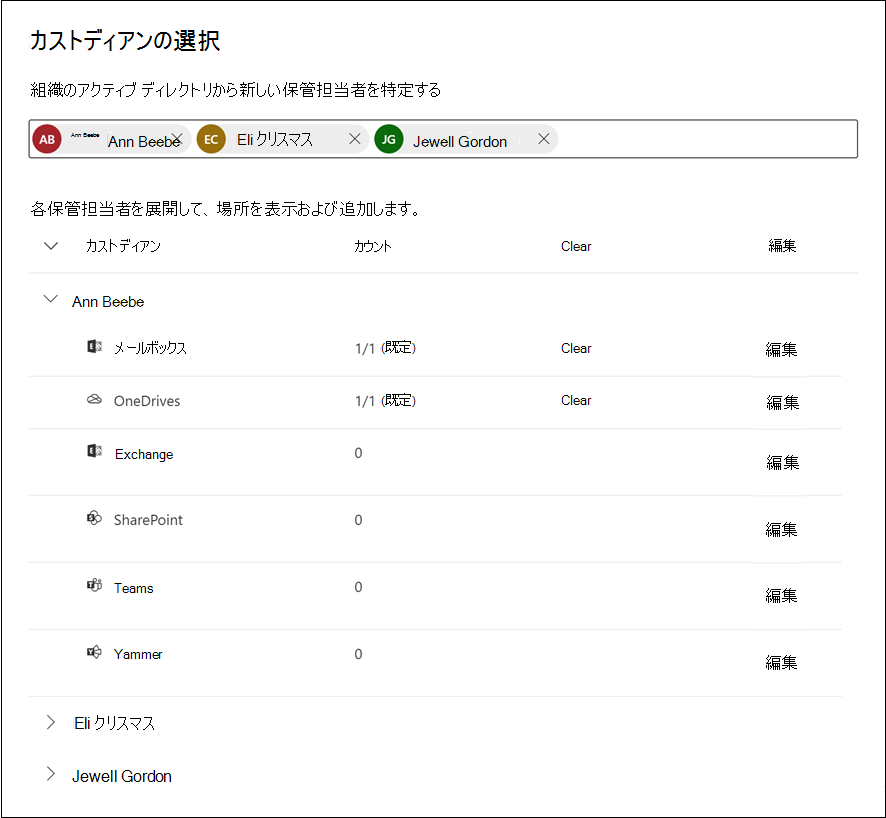 カストディアンの選択
組織のアクティブ ディレクトリから新しい保管担当者を特定する
AB Ann Beebe Ann Beebe EC Eli クリスマス JG Jewell Gordon
各保管担当者を展開して、場所を表示および追加します。
カストディアン カウント Clear 編集
Ann Beebe
メールボックス 1/1 (既定) Clear 編集
OneDrives 1/1 (既定) Clear 編集
Exchange 0 編集
SharePoint 0 編集
Teams 0 編集
Yammer 0 編集
Eli クリスマス
Jewell Gordon